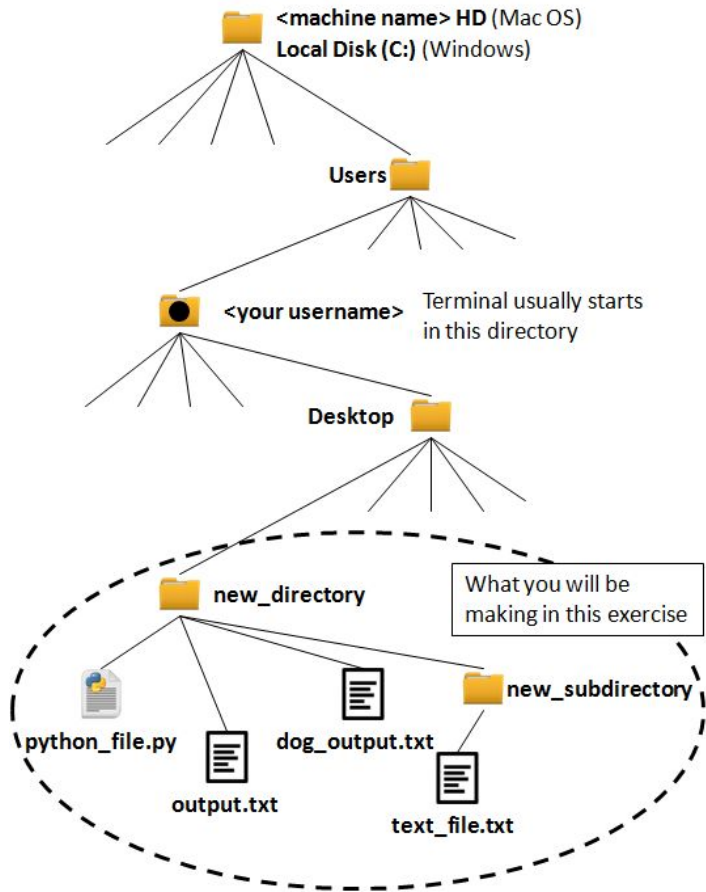 <machine name> HD (Mac OS)
Local Disk (C:) (Windows)
Users
<your username>
Terminal usually starts
in this directory
Desktop
new_directory
What you will be
making in this exercise
new_subdirectory
python_file.py
dog_output.txt
output.txt
text_file.txt